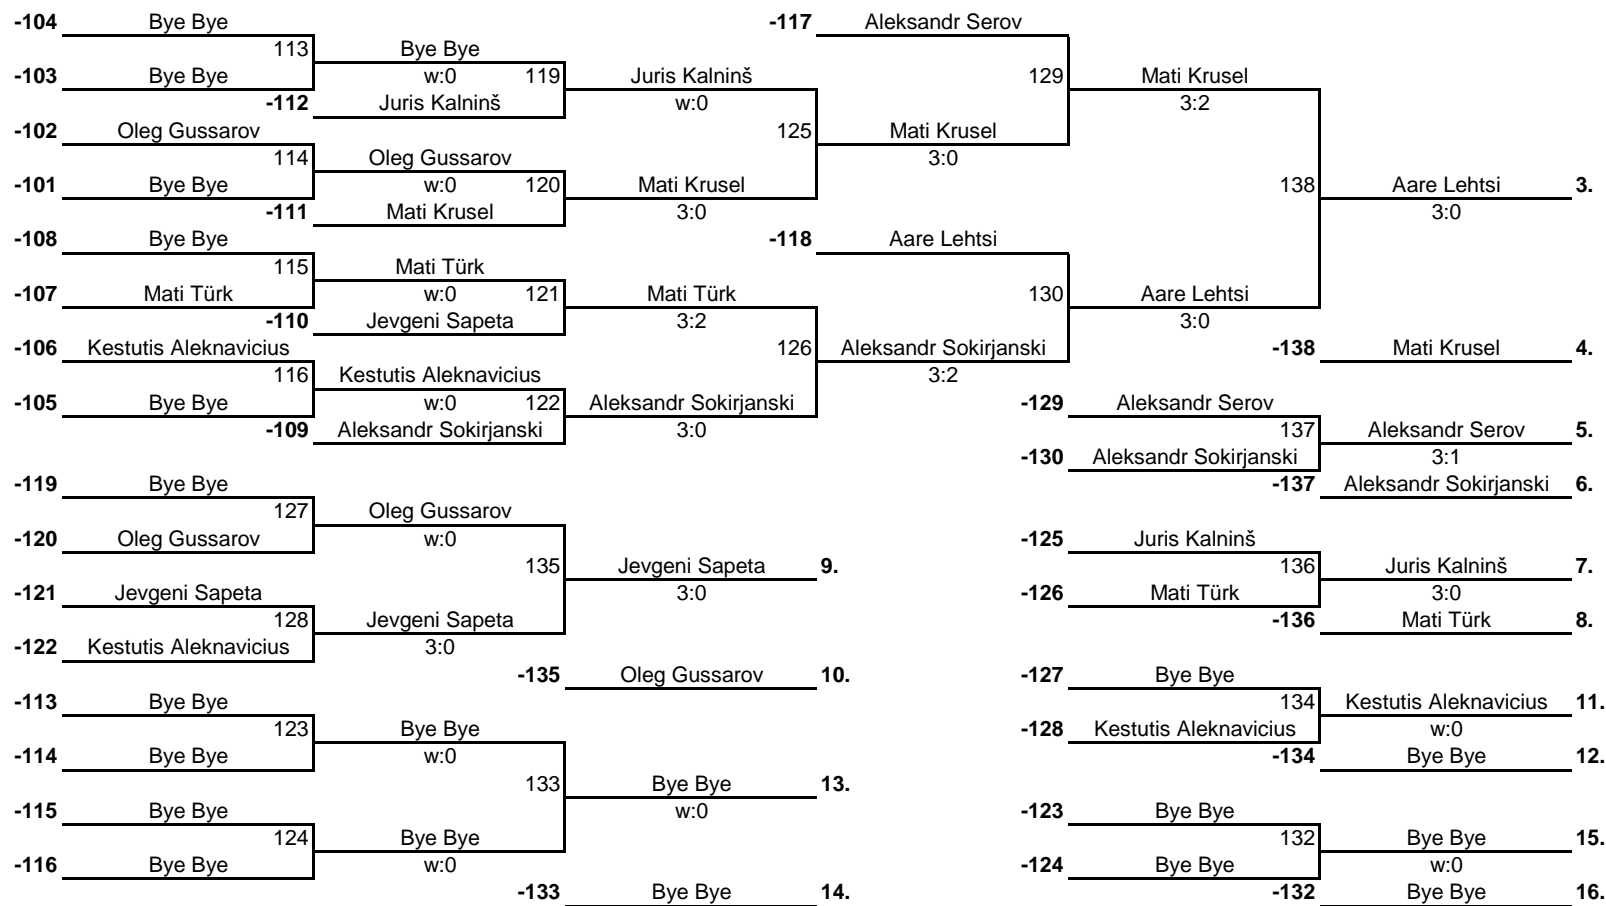 -104 Bye Bye -117 Aleksandr Serov
113 Bye Bye
-103 Bye Bye w:0 119 Juris Kalninš 129 Mati Krusel
-112 Juris Kalninš w:0 3:2
-102 Oleg Gussarov 125 Mati Krusel
114 Oleg Gussarov 3:0
-101 Bye Bye w:0 120 Mati Krusel 138 Aare Lehtsi 3.
-111 Mati Krusel 3:0 3:0
-108 Bye Bye -118 Aare Lehtsi
115 Mati Türk
-107 Mati Türk w:0 121 Mati Türk 130 Aare Lehtsi
-110 Jevgeni Sapeta 3:2 3:0
-106 Kestutis Aleknavicius 126 Aleksandr Sokirjanski -138 Mati Krusel 4.
116 Kestutis Aleknavicius 3:2
-105 Bye Bye w:0 122 Aleksandr Sokirjanski -129 Aleksandr Serov
-109 Aleksandr Sokirjanski 3:0 137 Aleksandr Serov 5.
-130 Aleksandr Sokirjanski 3:1
-119 Bye Bye -137 Aleksandr Sokirjanski 6.
127 Oleg Gussarov
-120 Oleg Gussarov w:0 -125 Juris Kalninš
135 Jevgeni Sapeta 9. 136 Juris Kalninš 7.
-121 Jevgeni Sapeta 3:0 -126 Mati Türk 3:0
128 Jevgeni Sapeta -136 Mati Türk 8.
-122 Kestutis Aleknavicius 3:0
-135 Oleg Gussarov 10. -127 Bye Bye
-113 Bye Bye 134 Kestutis Aleknavicius 11.
123 Bye Bye -128 Kestutis Aleknavicius w:0
-114 Bye Bye w:0 -134 Bye Bye 12.
133 Bye Bye 13.
-115 Bye Bye w:0 -123 Bye Bye
124 Bye Bye 132 Bye Bye 15.
-116 Bye Bye w:0 -124 Bye Bye w:0
-133 Bye Bye 14. -132 Bye Bye 16.